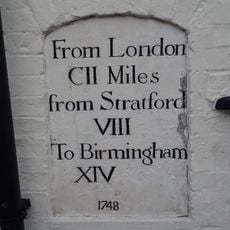 From London
CII Miles
from Stratford
VIII
To Birmingham
XIV
1748